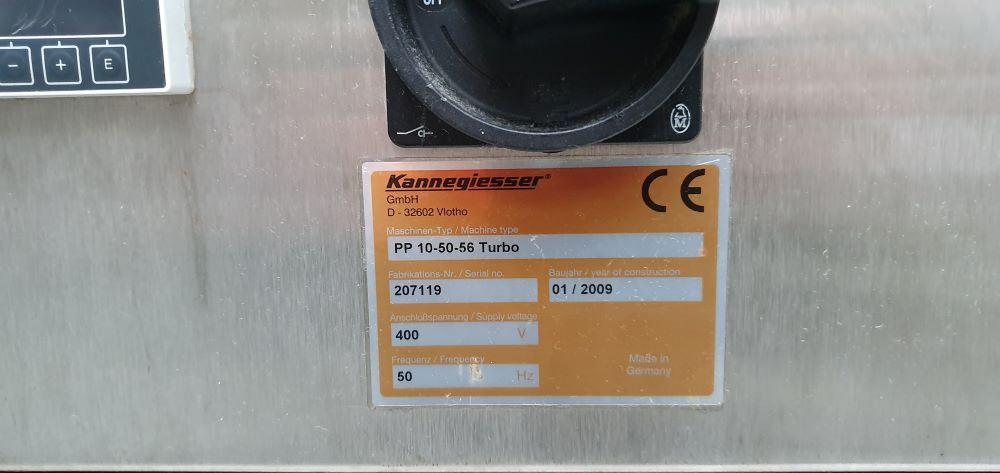 OFF
- + E
M
Kannegiesser®
GmbH
D - 32602 Vlotho
CE
Maschinen-Typ / Machine type
PP 10-50-56 Turbo
Fabrikations-Nr. / Serial no.
207119
Baujahr / year of construction
01 / 2009
Anschlußspannung / Supply voltage
400 V
Frequenz / Frequency
50 Hz
Made in
Germany